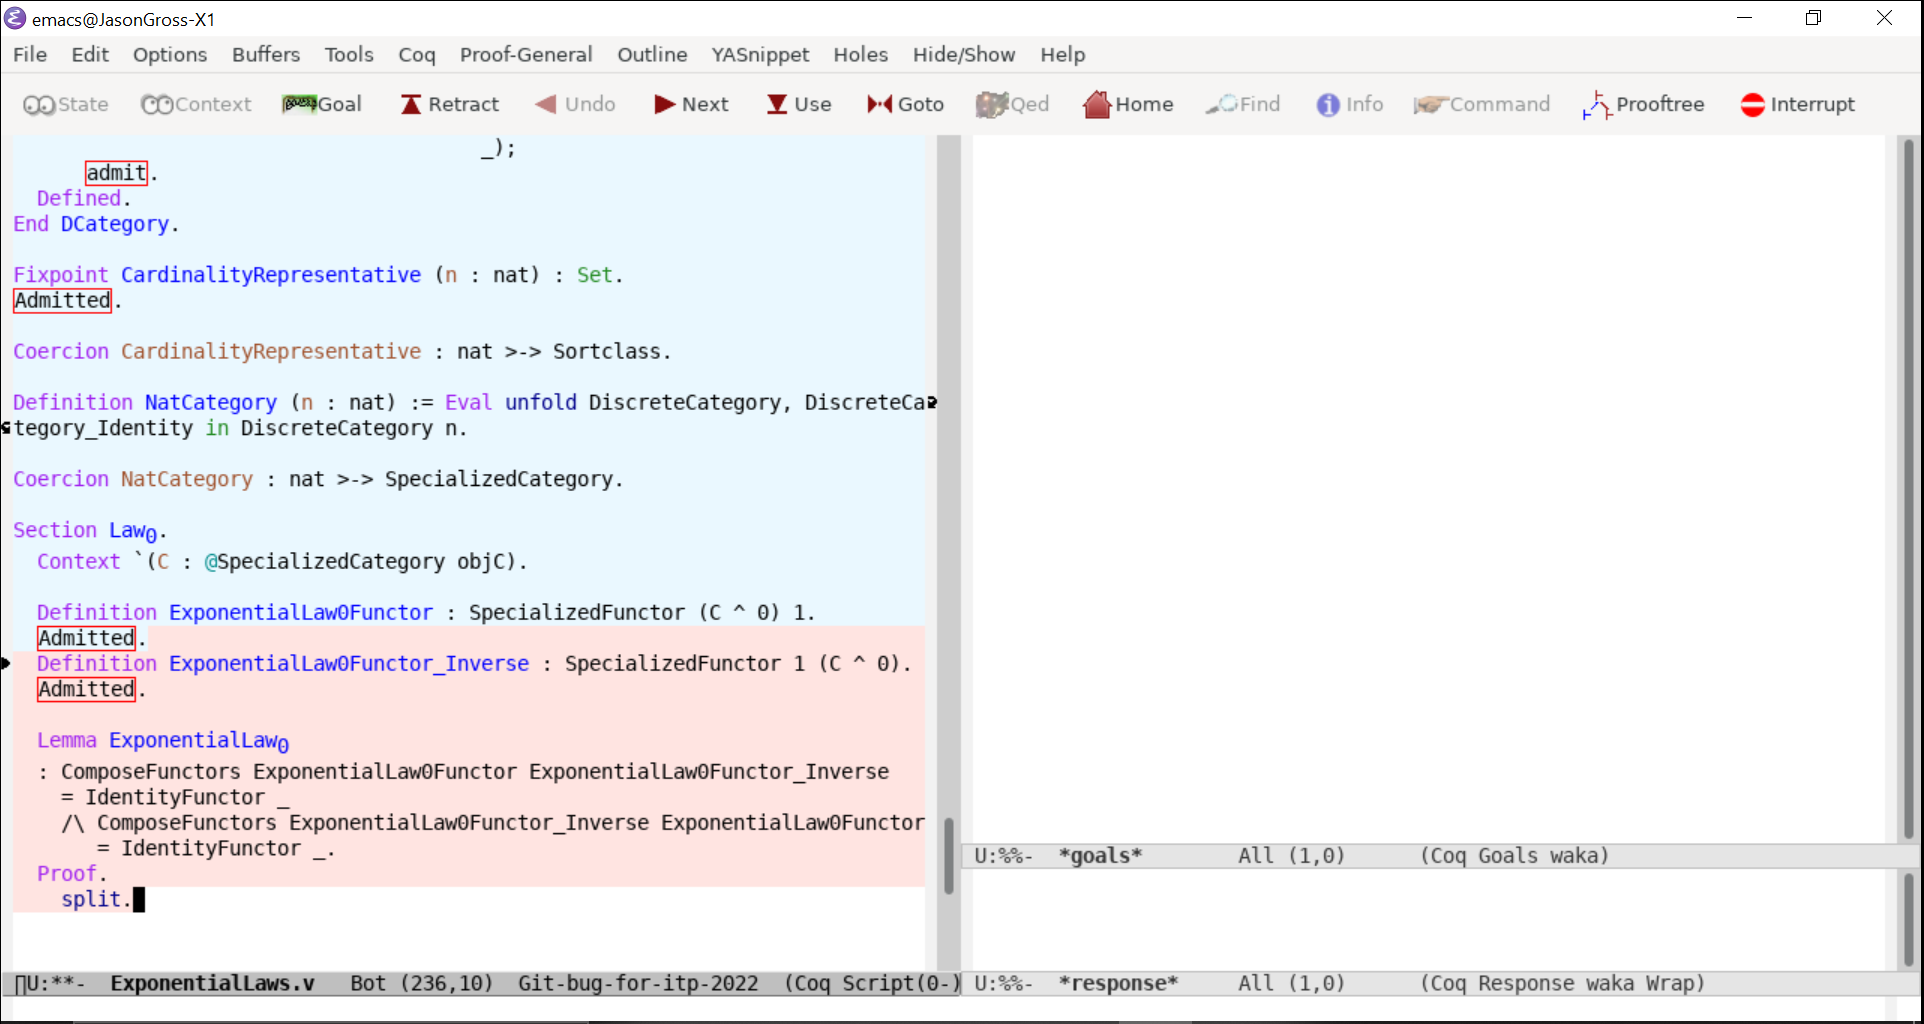 emacs@JasonGross-X1
File Edit Options Buffers Tools Coq Proof-General Outline YASnippet Holes Hide/Show Help
State Context Goal Retract Undo Next Use Goto Qed Home Find Info Command Prooftree Interrupt
_);
admit.
Defined.
End DCategory.
Fixpoint CardinalityRepresentative (n : nat) : Set.
Admitted.
Coercion CardinalityRepresentative : nat >-> Sortclass.
Definition NatCategory (n : nat) := Eval unfold DiscreteCategory, DiscreteCa
tegory_Identity in DiscreteCategory n.
Coercion NatCategory : nat >-> SpecializedCategory.
Section Law₀.
Context `(C : @SpecializedCategory objC).
Definition ExponentialLaw0Functor : SpecializedFunctor (C ^ 0) 1.
Admitted.
Definition ExponentialLaw0Functor_Inverse : SpecializedFunctor 1 (C ^ 0).
Admitted.
Lemma ExponentialLaw₀
: ComposeFunctors ExponentialLaw0Functor ExponentialLaw0Functor_Inverse
= IdentityFunctor _
/\ ComposeFunctors ExponentialLaw0Functor_Inverse ExponentialLaw0Functor
= IdentityFunctor _.
Proof.
split.
U:**- ExponentialLaws.v Bot (236,10) Git-bug-for-itp-2022 (Coq Script(0-)
U:%%- *goals* All (1,0) (Coq Goals waka)
U:%%- *response* All (1,0) (Coq Response waka Wrap)